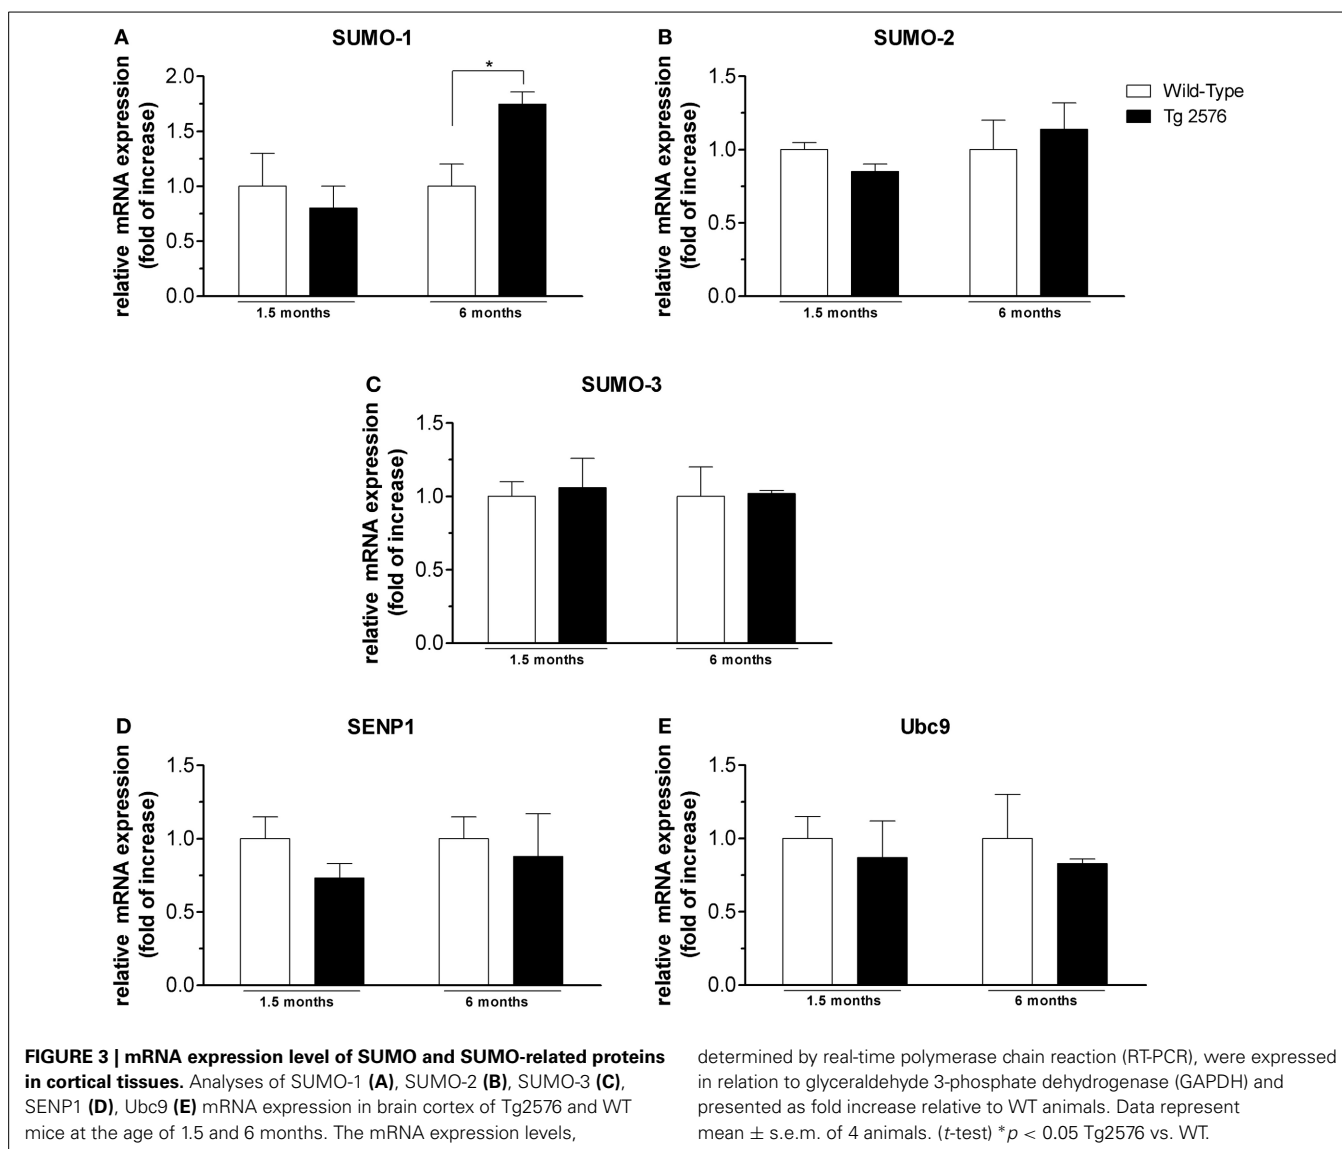 A SUMO-1
relative mRNA expression
(fold of increase)
2.0
*
1.5
1.0
0.5
0.0
1.5 months 6 months
B SUMO-2
relative mRNA expression
(fold of increase)
1.5
1.0
0.5
0.0
1.5 months 6 months
Wild-Type
Tg 2576
C SUMO-3
relative mRNA expression
(fold of increase)
1.5
1.0
0.5
0.0
1.5 months 6 months
D SENP1
relative mRNA expression
(fold of increase)
1.5
1.0
0.5
0.0
1.5 months 6 months
E Ubc9
relative mRNA expression
(fold of increase)
1.5
1.0
0.5
0.0
1.5 months 6 months
FIGURE 3 | mRNA expression level of SUMO and SUMO-related proteins
in cortical tissues. Analyses of SUMO-1 (A), SUMO-2 (B), SUMO-3 (C),
SENP1 (D), Ubc9 (E) mRNA expression in brain cortex of Tg2576 and WT
mice at the age of 1.5 and 6 months. The mRNA expression levels,
determined by real-time polymerase chain reaction (RT-PCR), were expressed
in relation to glyceraldehyde 3-phosphate dehydrogenase (GAPDH) and
presented as fold increase relative to WT animals. Data represent
mean ± s.e.m. of 4 animals. (t-test) *p < 0.05 Tg2576 vs. WT.